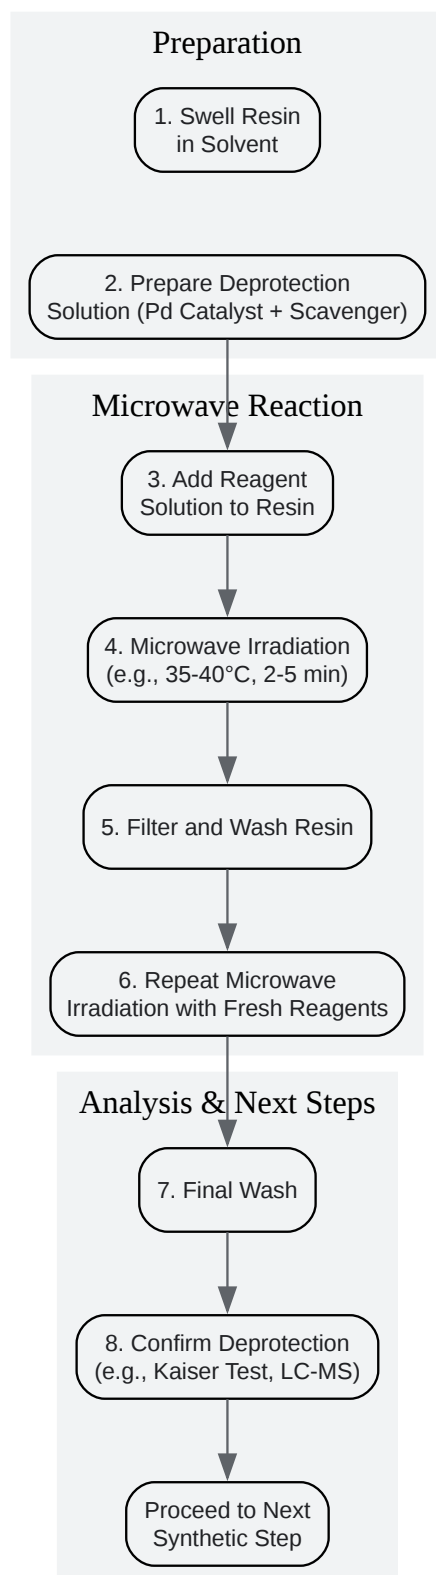 Preparation
1. Swell Resin
in Solvent
2. Prepare Deprotection
Solution (Pd Catalyst + Scavenger)
Microwave Reaction
3. Add Reagent
Solution to Resin
4. Microwave Irradiation
(e.g., 35-40°C, 2-5 min)
5. Filter and Wash Resin
6. Repeat Microwave
Irradiation with Fresh Reagents
Analysis & Next Steps
7. Final Wash
8. Confirm Deprotection
(e.g., Kaiser Test, LC-MS)
Proceed to Next
Synthetic Step